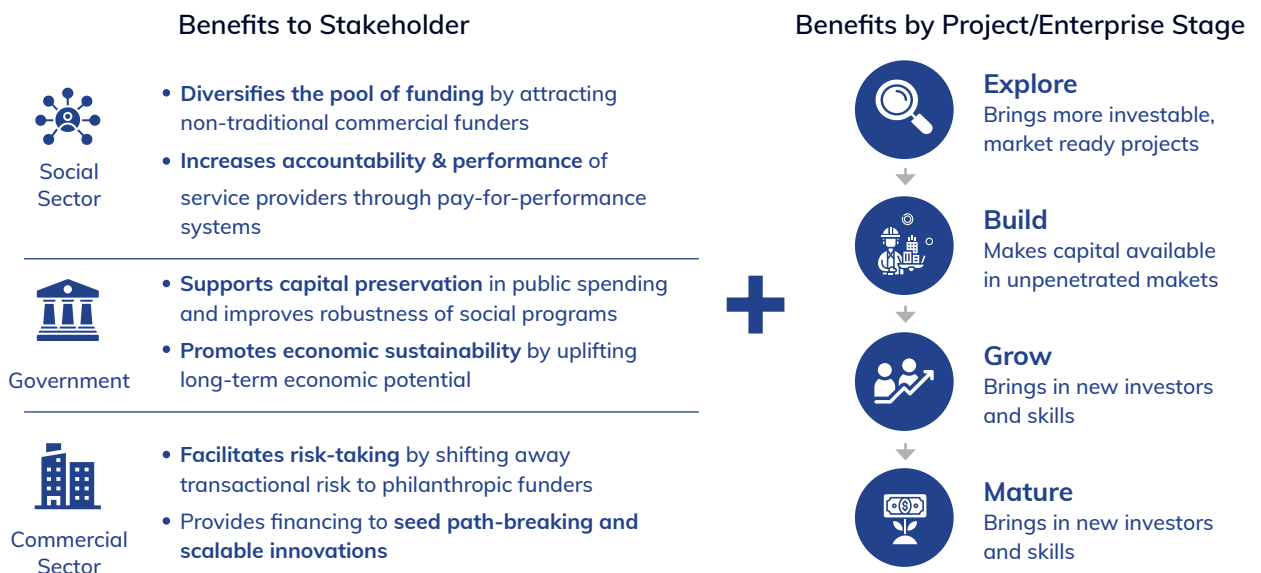 Benefits to Stakeholder
Social
Sector
• Diversifies the pool of funding by attracting
non-traditional commercial funders
• Increases accountability & performance of
service providers through pay-for-performance
systems
Government
• Supports capital preservation in public spending
and improves robustness of social programs
• Promotes economic sustainability by uplifting
long-term economic potential
Commercial
Sector
• Facilitates risk-taking by shifting away
transactional risk to philanthropic funders
• Provides financing to seed path-breaking and
scalable innovations
Benefits by Project/Enterprise Stage
Explore
Brings more investable,
market ready projects
Build
Makes capital available
in unpenetrated makets
Grow
Brings in new investors
and skills
Mature
Brings in new investors
and skills